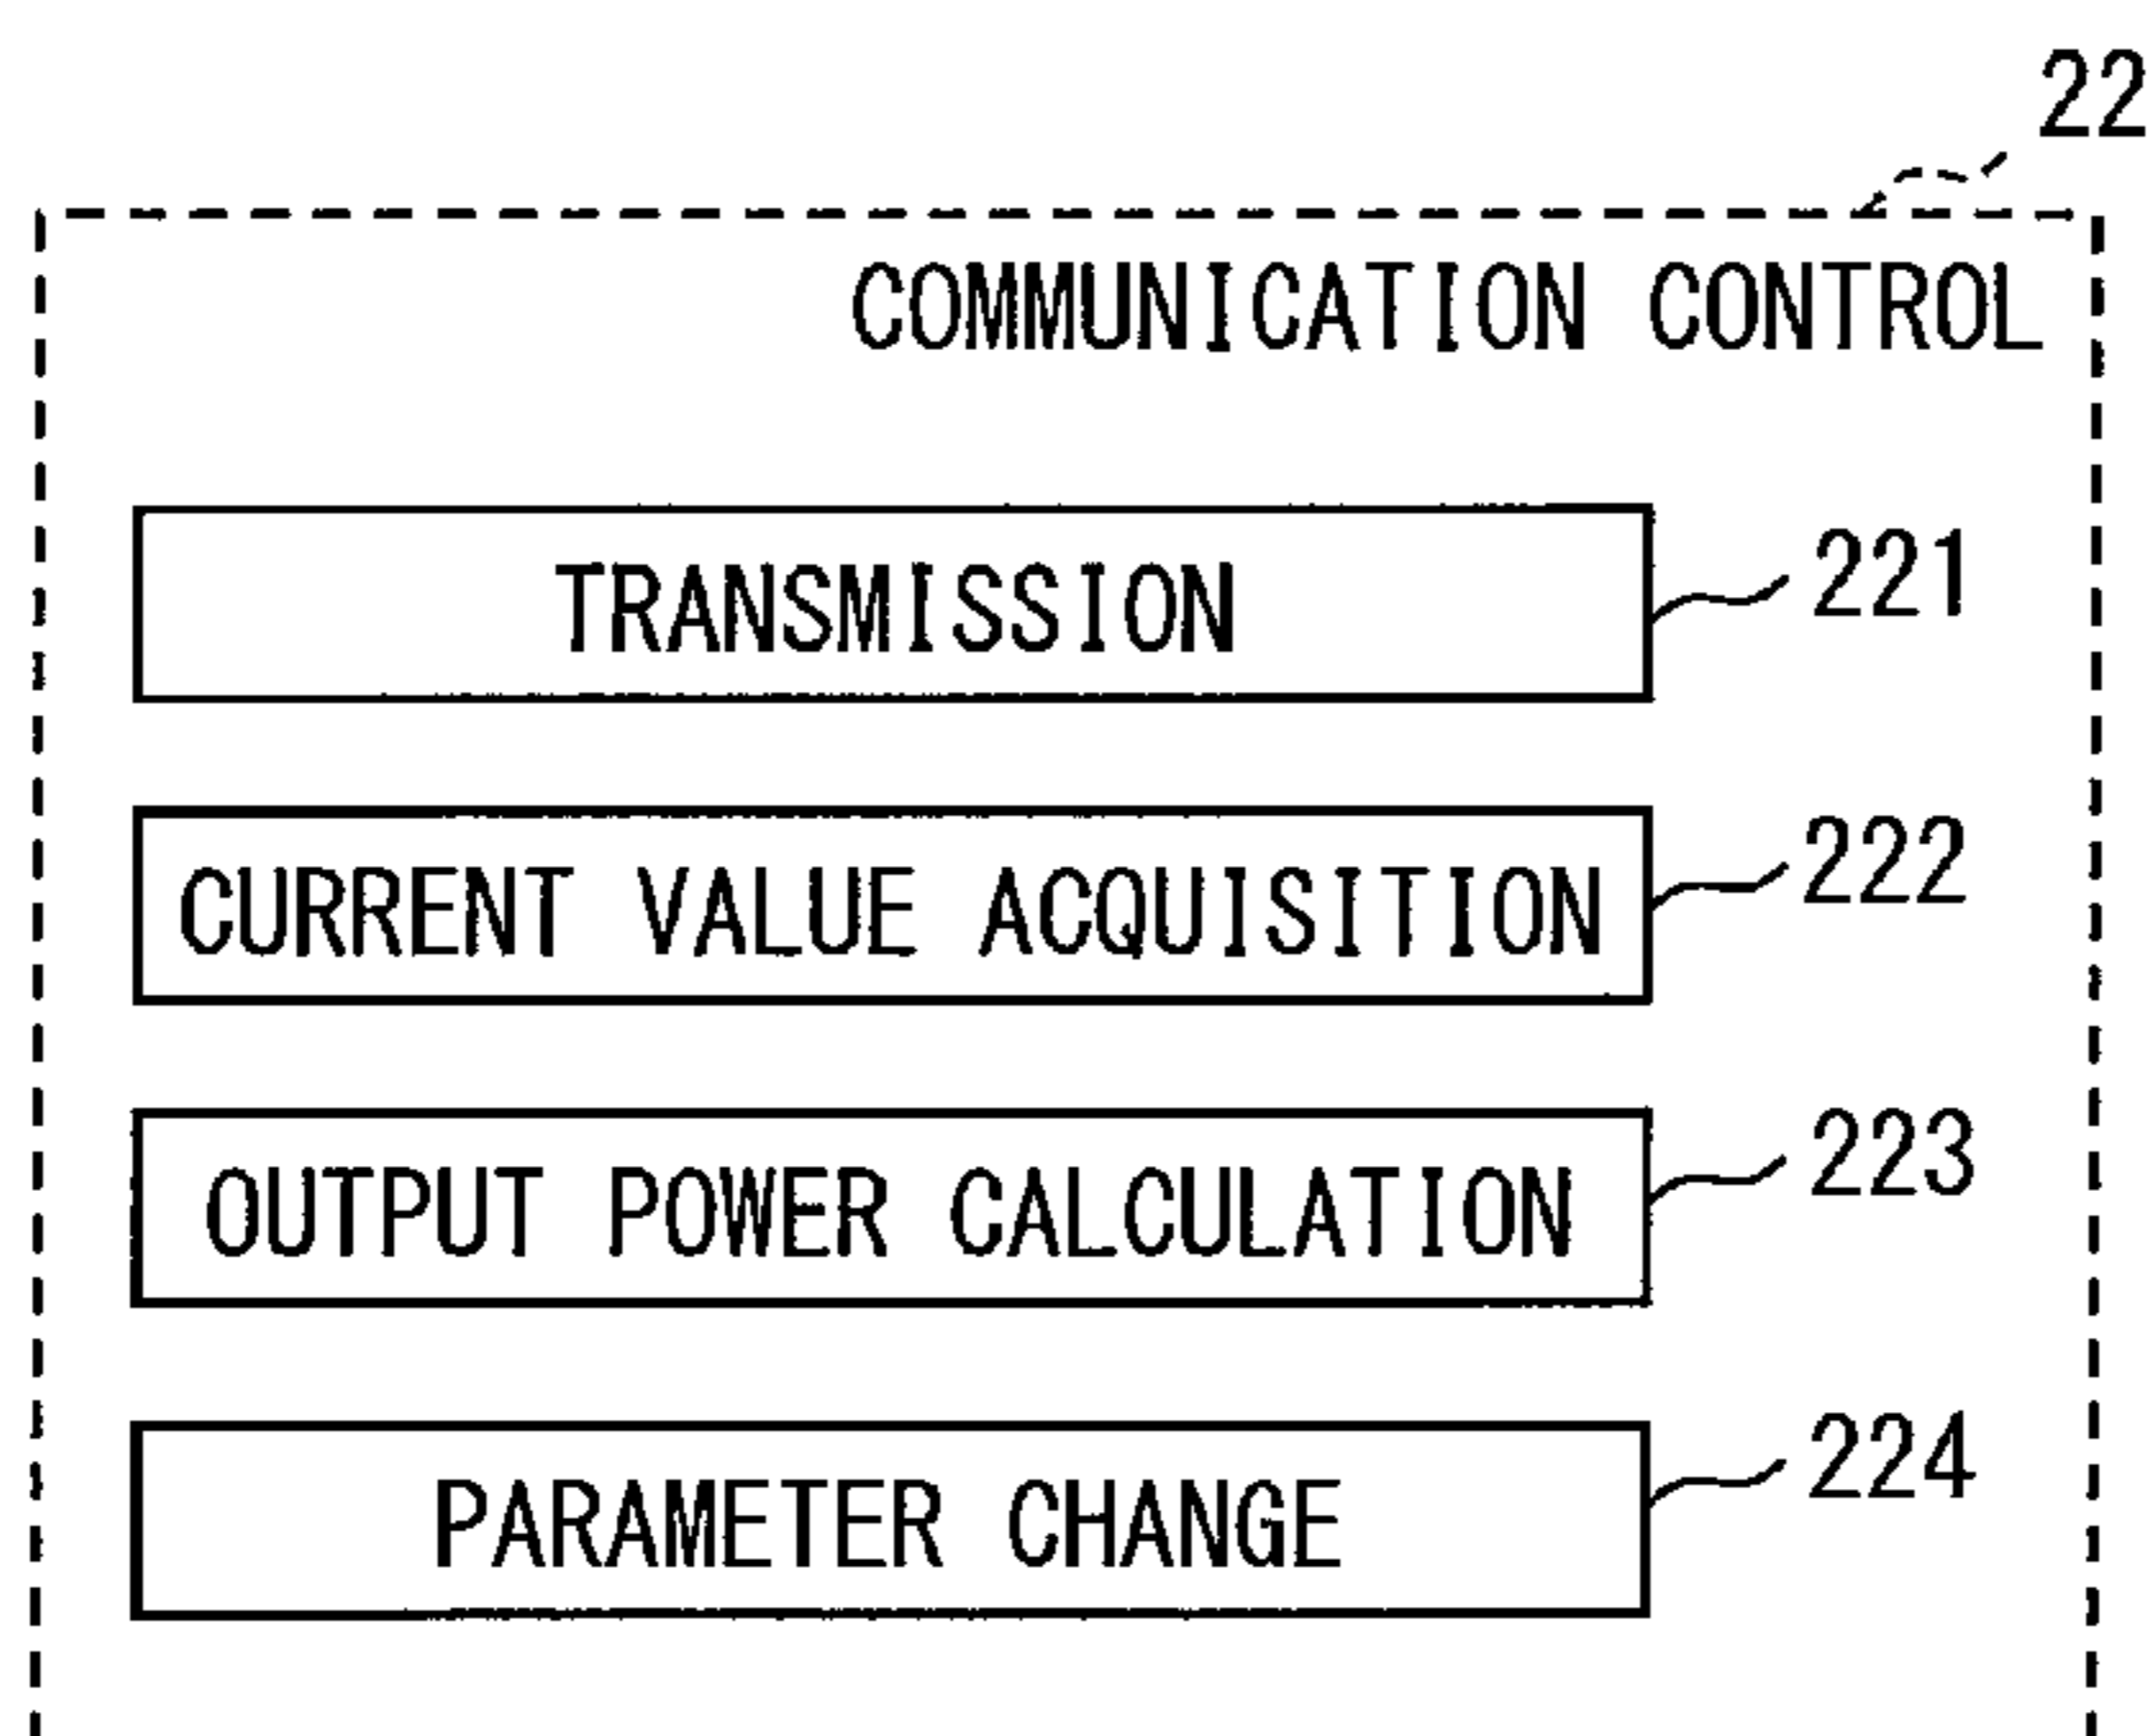 22
COMMUNICATION CONTROL
TRANSMISSION 221
CURRENT VALUE ACQUISITION 222
OUTPUT POWER CALCULATION 223
PARAMETER CHANGE 224